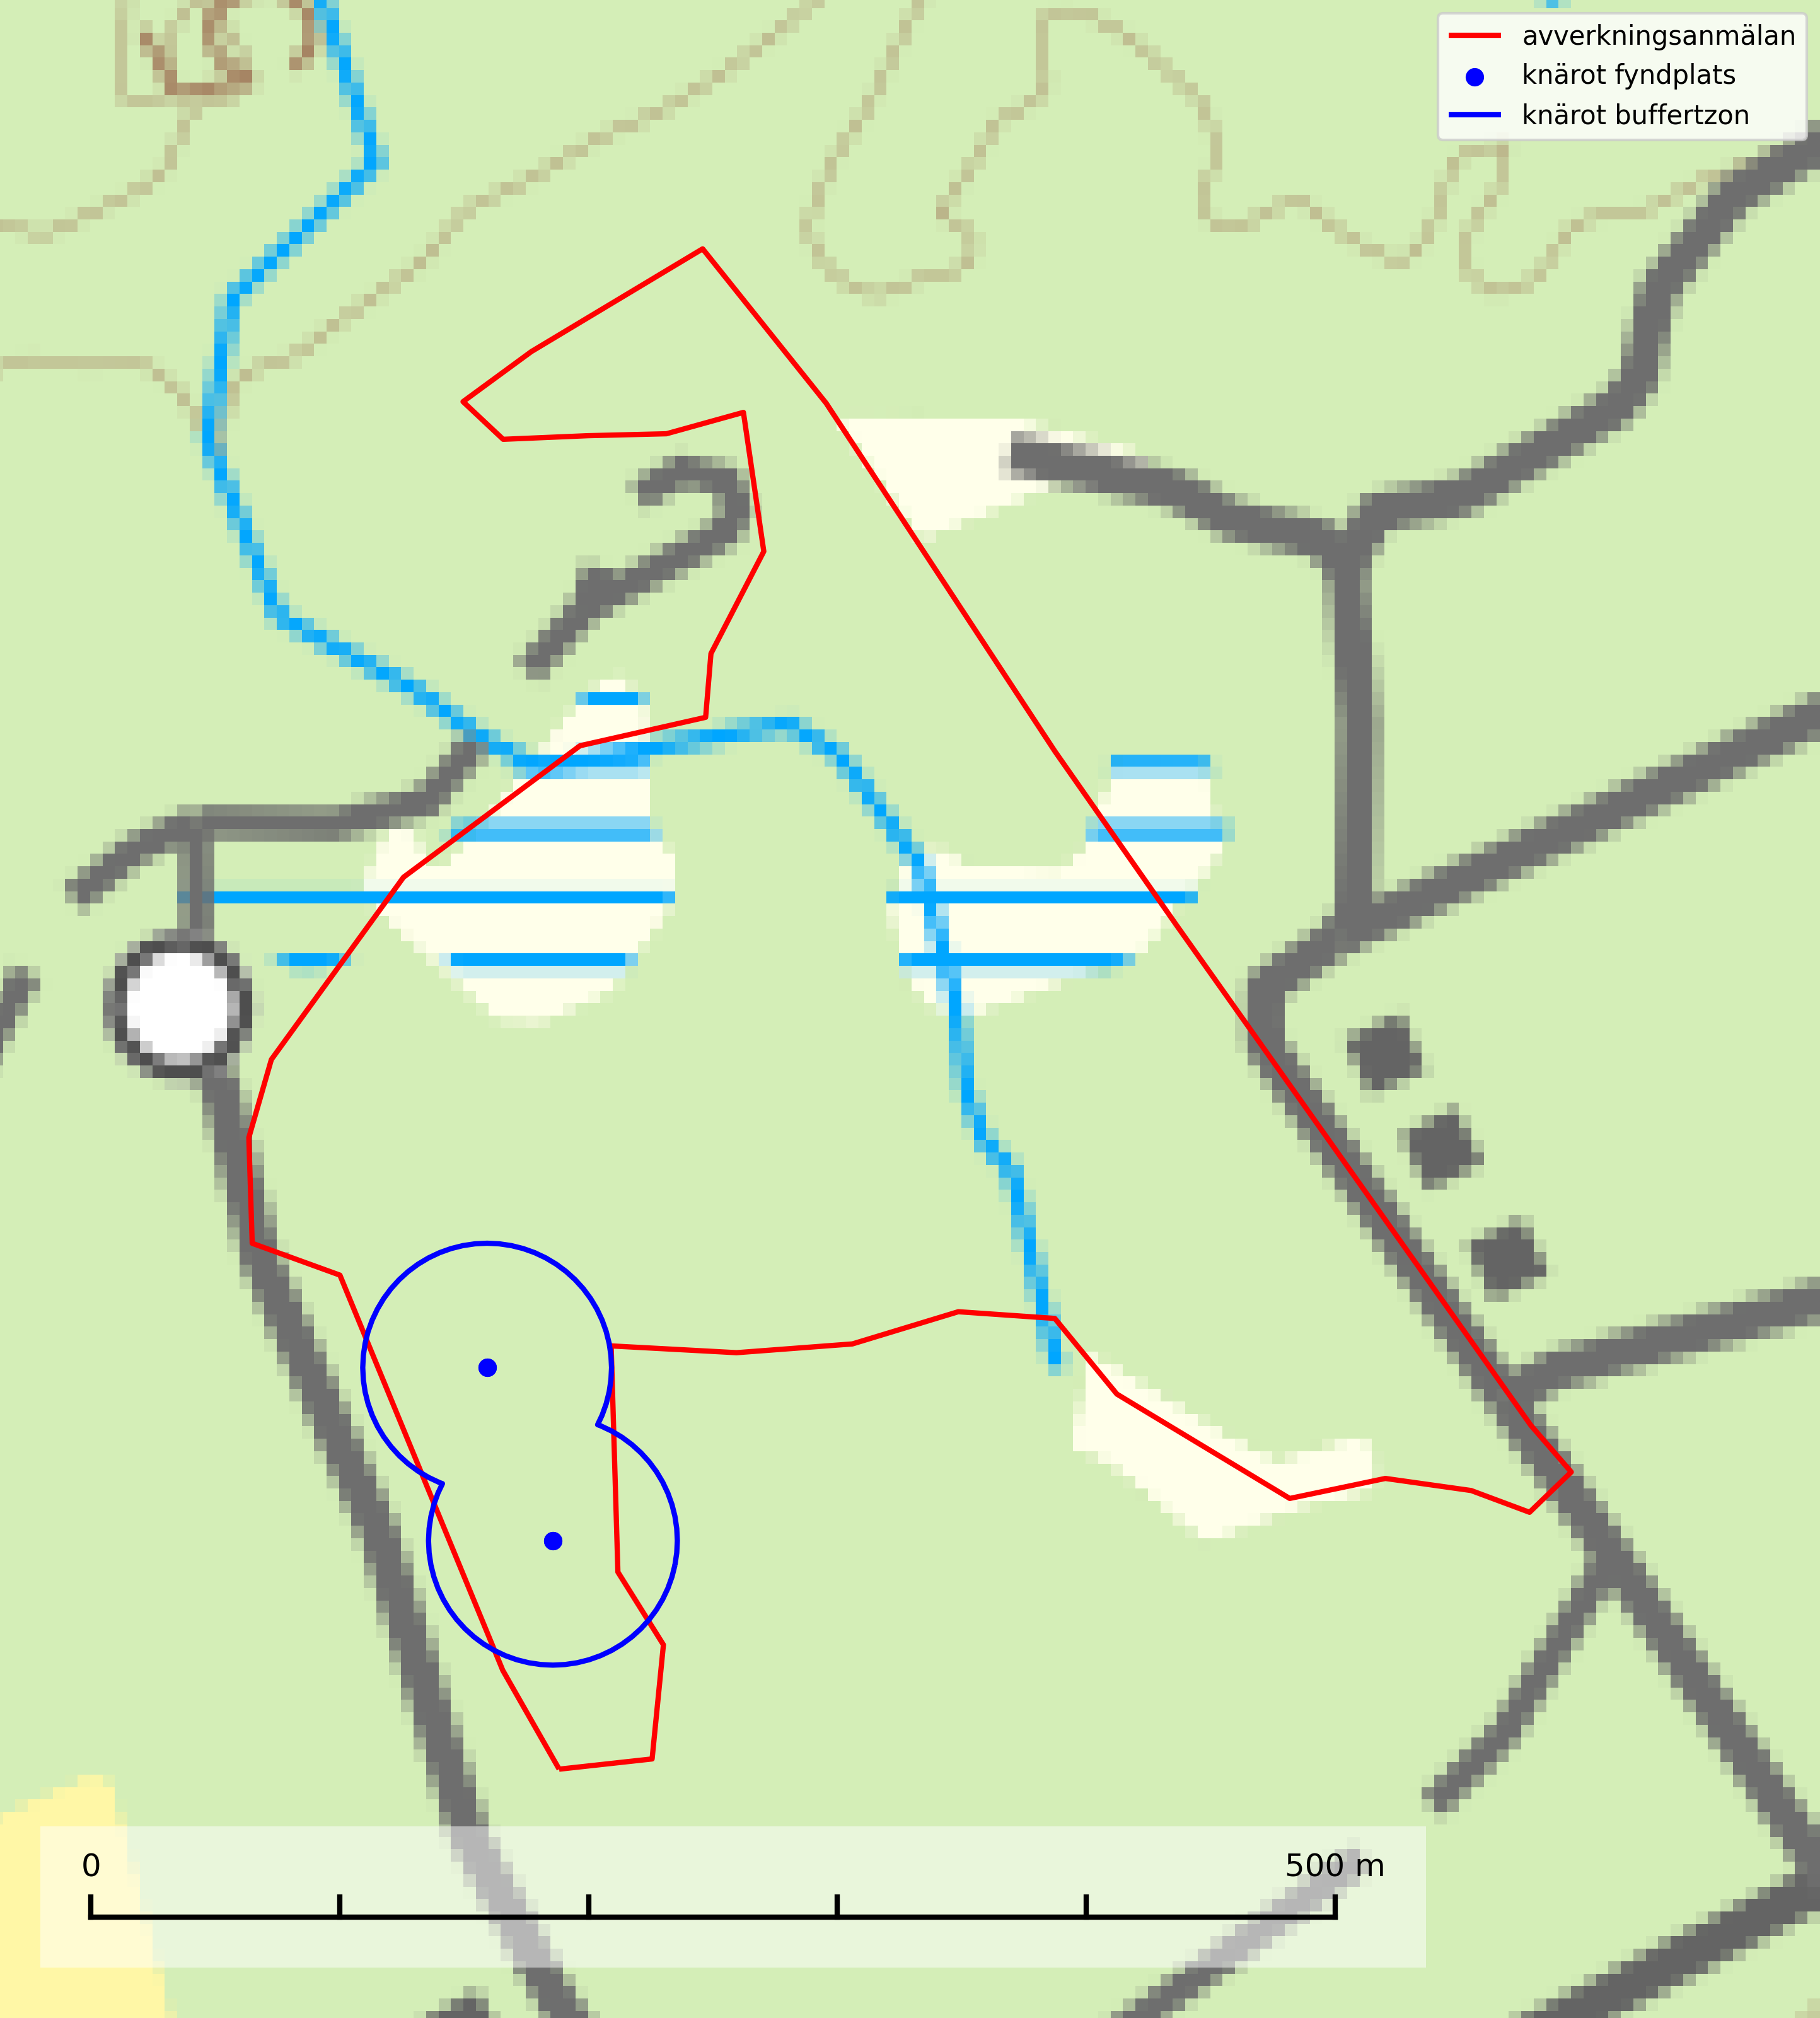 avverkningsanmälan
knärot fyndplats
knärot buffertzon
0 500 m